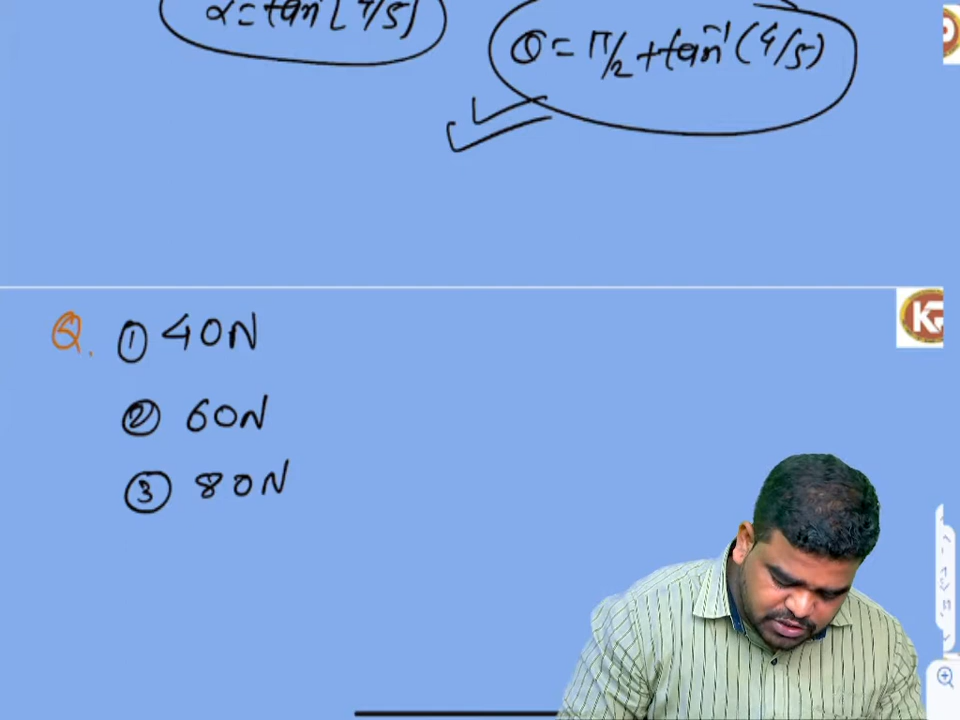 α = tan⁻¹(4/5)
θ = π/2 + tan⁻¹(4/5)
Q. ① 40N
② 60N
③ 80N
K